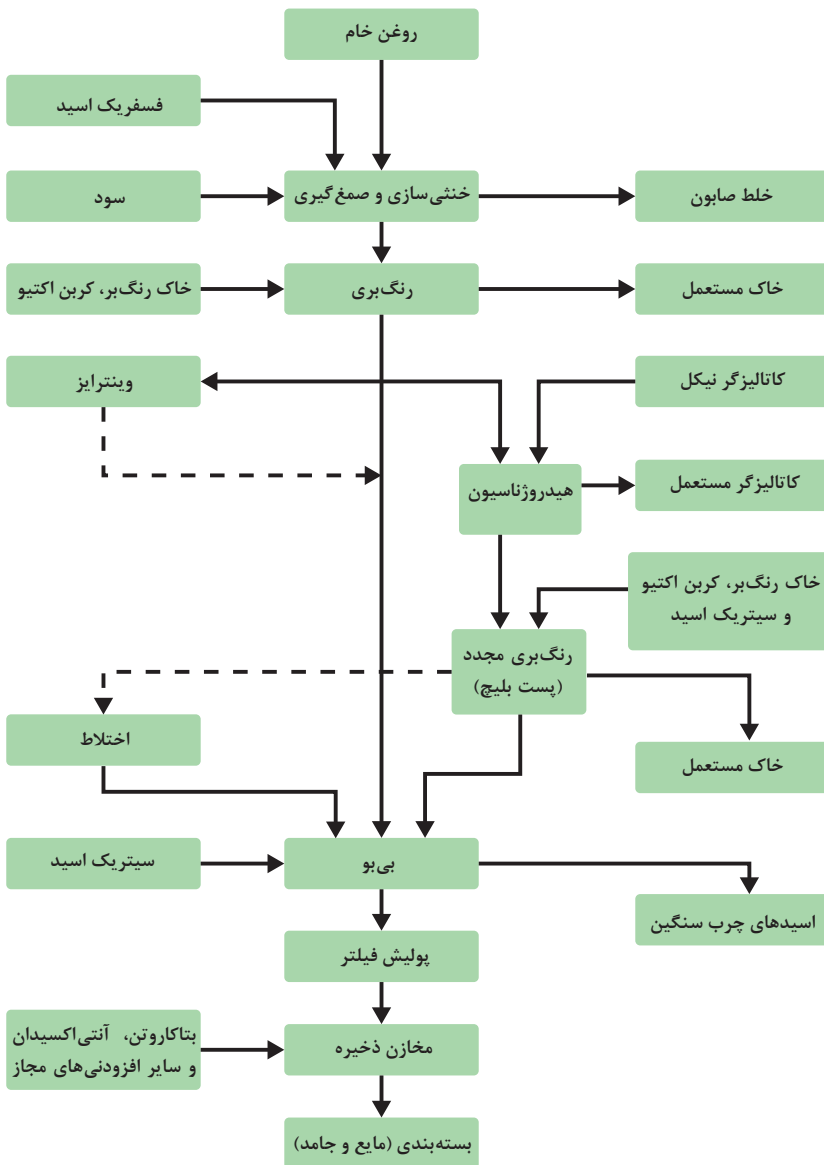 روغن خام
فسفریک اسید
سود
خنثی‌سازی و صمغ‌گیری
خلط صابون
خاک رنگ‌بر، کربن اکتیو
رنگ‌بری
خاک مستعمل
وینترایز
کاتالیزگر نیکل
هیدروژناسیون
کاتالیزگر مستعمل
خاک رنگ‌بر، کربن اکتیو
و سیتریک اسید
رنگ‌بری مجدد
(پست بلیچ)
اختلاط
خاک مستعمل
سیتریک اسید
بی‌بو
اسیدهای چرب سنگین
پولیش فیلتر
بتاکاروتن، آنتی‌اکسیدان
و سایر افزودنی‌های مجاز
مخازن ذخیره
بسته‌بندی (مایع و جامد)